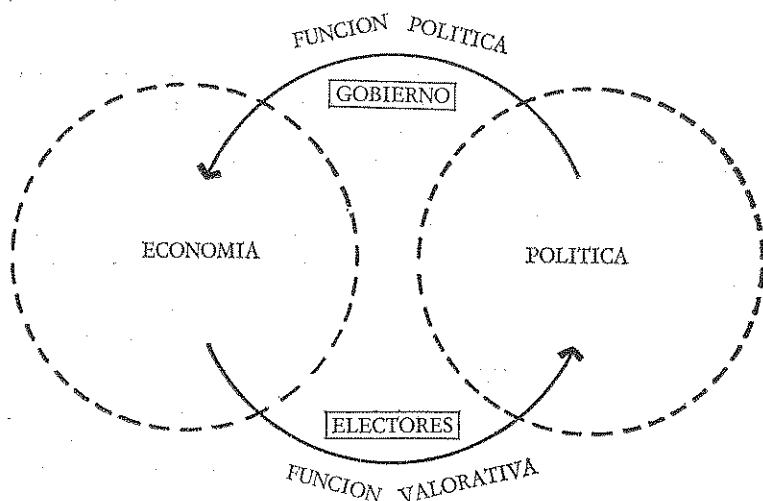 FUNCION POLITICA
GOBIERNO
ECONOMIA
POLITICA
ELECTORES
FUNCION VALORATIVA